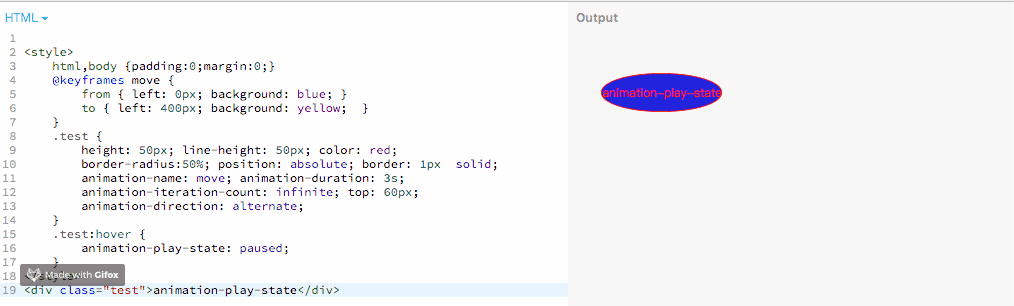 HTML
Output
1
2 <style>
3 html,body {padding:0;margin:0;}
4 @keyframes move {
5 from { left: 0px; background: blue; }
6 to { left: 400px; background: yellow;  }
7 }
8 .test {
9 height: 50px; line-height: 50px; color: red;
10 border-radius:50%; position: absolute; border: 1px  solid;
11 animation-name: move; animation-duration: 3s;
12 animation-iteration-count: infinite; top: 60px;
13 animation-direction: alternate;
14 }
15 .test:hover {
16 animation-play-state: paused;
17 }
Made with Gifox
18
19 <div class="test">animation-play-state</div>
animation-play-state